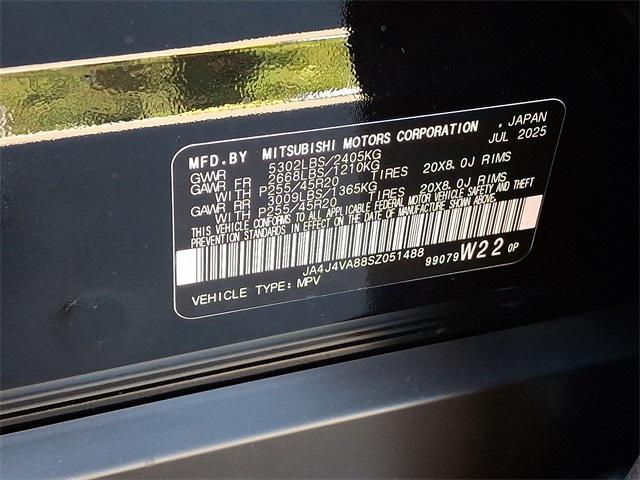 MFD.BY MITSUBISHI MOTORS CORPORATION , JAPAN
GVWR 5302LBS/2405KG JUL 2025
GAWR FR 2668LBS/1210KG
WITH P255/45R20 TIRES 20X8.0J RIMS
GAWR RR 3009LBS/1365KG
WITH P255/45R20 TIRES 20X8.0J RIMS
THIS VEHICLE CONFORMS TO ALL APPLICABLE FEDERAL MOTOR VEHICLE SAFETY AND THEFT
PREVENTION STANDARDS IN EFFECT ON THE DATE OF MANUFACTURE SHOWN ABOVE.
JA4J4VA88SZ051488
99079 W22 0P
VEHICLE TYPE: MPV